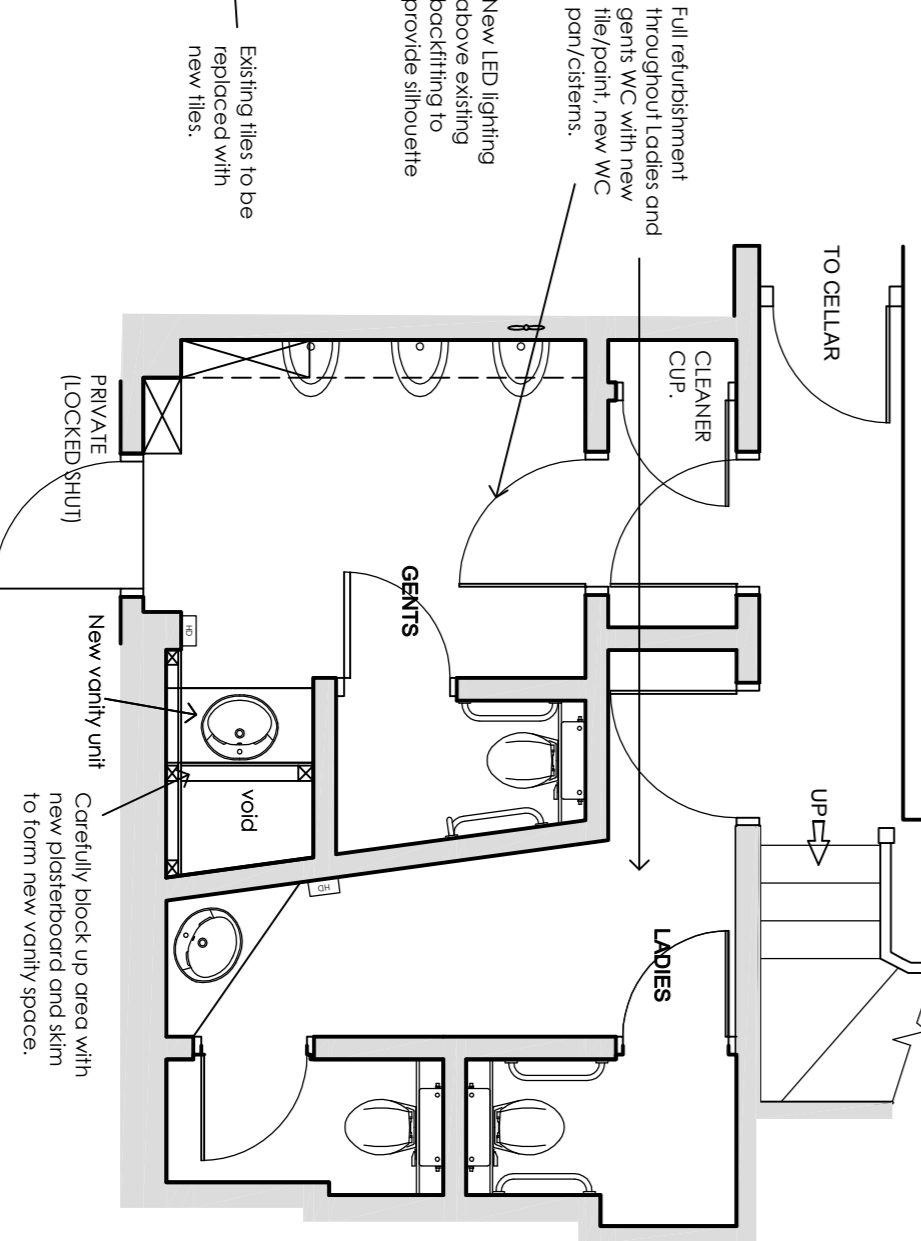 Full refurbishment
throughout Ladies and
gents WC with new
tile/paint, new WC
pan/cisterns.
New LED lighting
above existing
backfitting to
provide silhouette
Existing tiles to be
replaced with
new tiles.
TO CELLAR
CLEANER
CUP.
PRIVATE
(LOCKED SHUT)
GENTS
HD
New vanity unit
void
Carefully block up area with
new plasterboard and skim
to form new vanity space.
HD
UP
LADIES